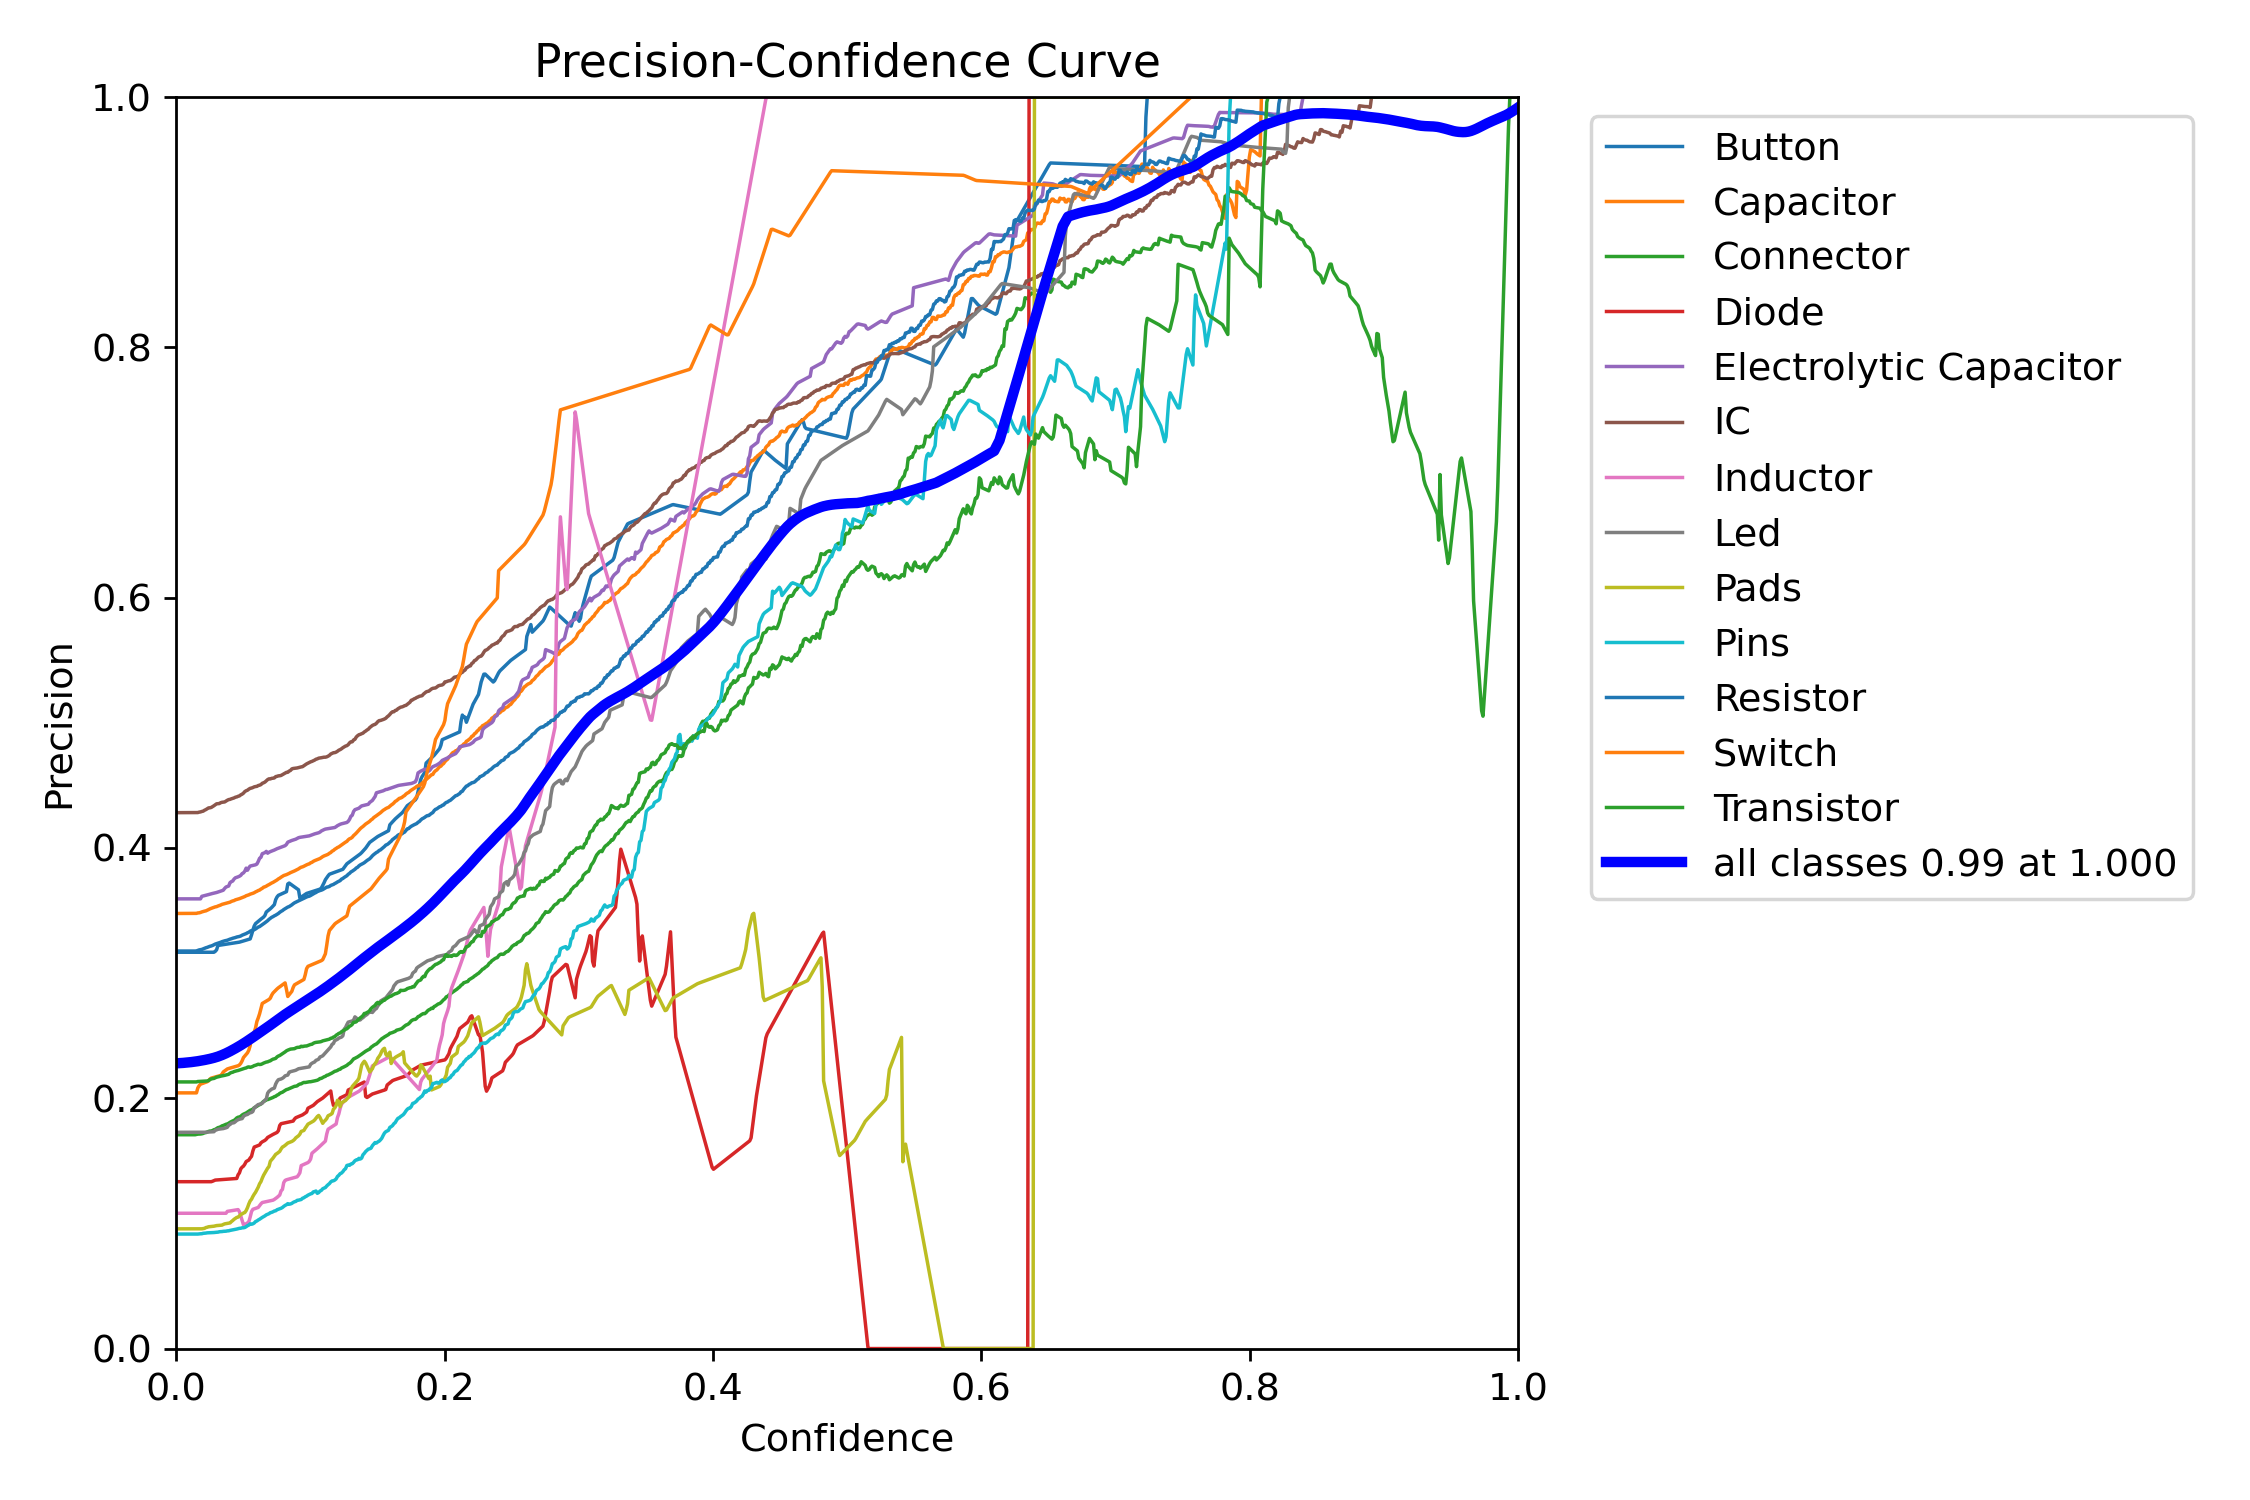 Precision-Confidence Curve
1.0
0.8
0.6
0.4
0.2
0.0
Precision
0.0 0.2 0.4 0.6 0.8 1.0
Confidence
Button
Capacitor
Connector
Diode
Electrolytic Capacitor
IC
Inductor
Led
Pads
Pins
Resistor
Switch
Transistor
all classes 0.99 at 1.000